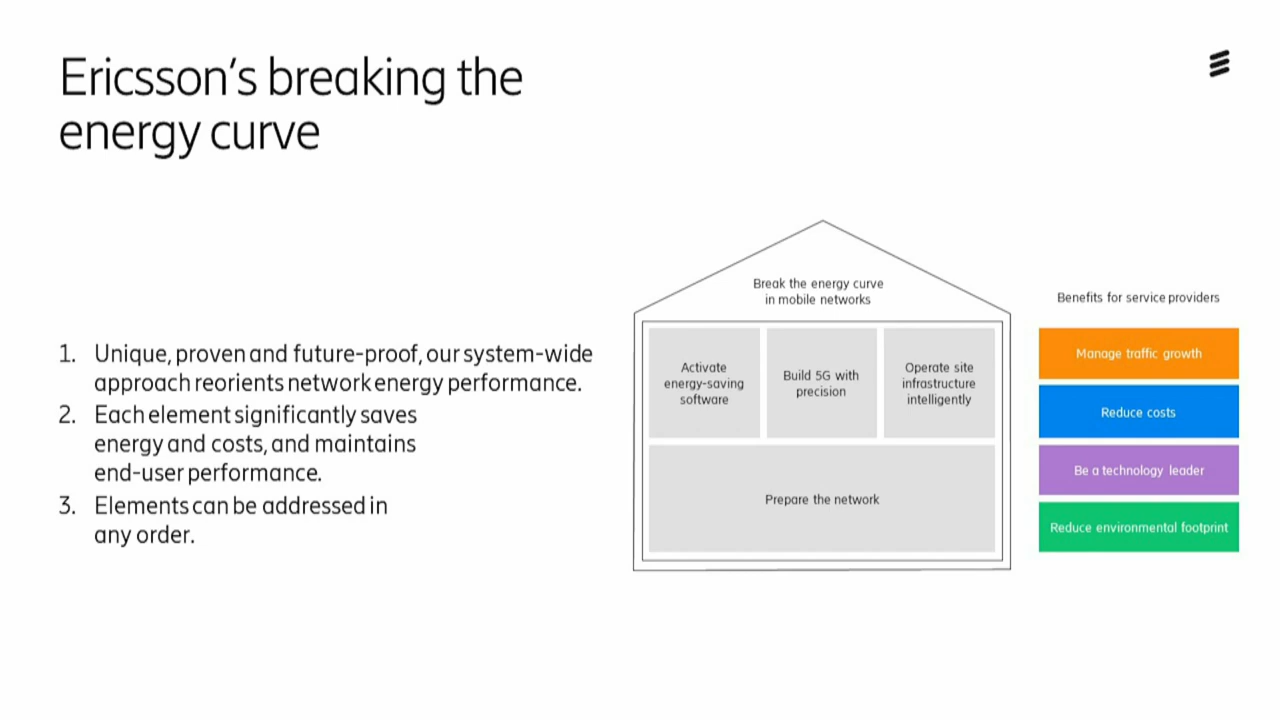 Ericsson's breaking the
energy curve
1. Unique, proven and future-proof, our system-wide
approach reorients network energy performance.
2. Each element significantly saves
energy and costs, and maintains
end-user performance.
3. Elements can be addressed in
any order.
Break the energy curve
in mobile networks
Activate
energy-saving
software
Build 5G with
precision
Operate site
infrastructure
intelligently
Prepare the network
Benefits for service providers
Manage traffic growth
Reduce costs
Be a technology leader
Reduce environmental footprint